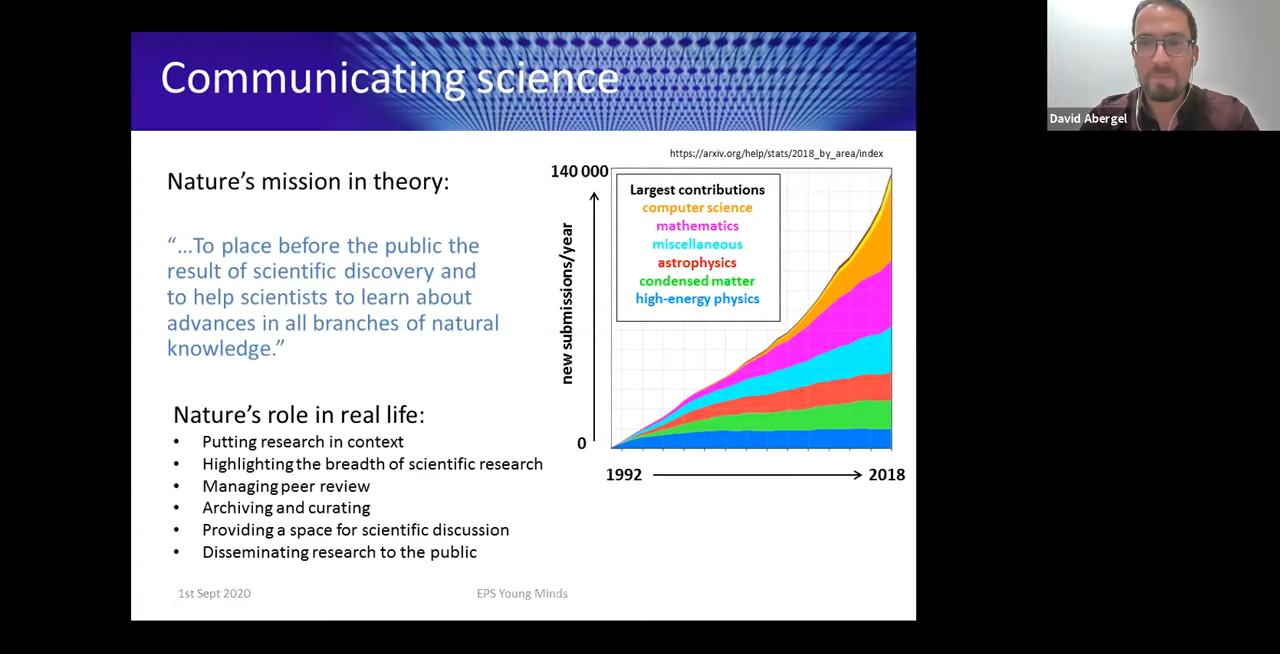 Communicating science
David Abergel
Nature’s mission in theory:
“…To place before the public the
result of scientific discovery and
to help scientists to learn about
advances in all branches of natural
knowledge.”
Nature’s role in real life:
• Putting research in context
• Highlighting the breadth of scientific research
• Managing peer review
• Archiving and curating
• Providing a space for scientific discussion
• Disseminating research to the public
https://arxiv.org/help/stats/2018_by_area/index
140 000
Largest contributions
computer science
mathematics
miscellaneous
astrophysics
condensed matter
high-energy physics
new submissions/year
0
1992
2018
1st Sept 2020
EPS Young Minds